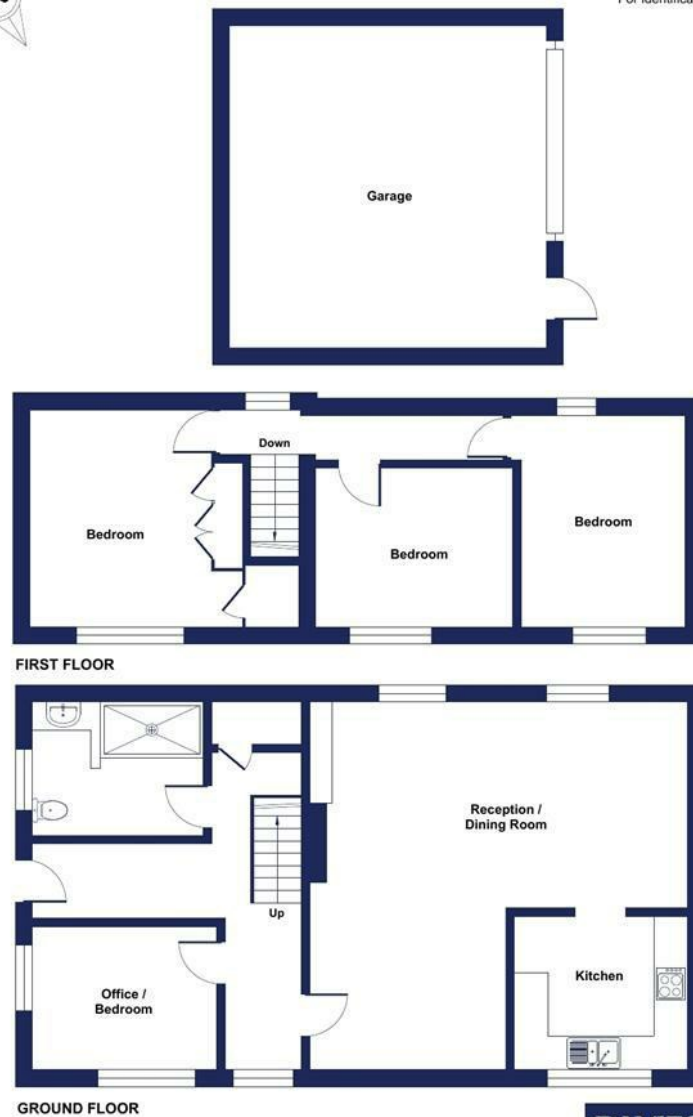 Garage
Down
Bedroom
Bedroom
Bedroom
FIRST FLOOR
Reception /
Dining Room
Up
Kitchen
Office /
Bedroom
GROUND FLOOR